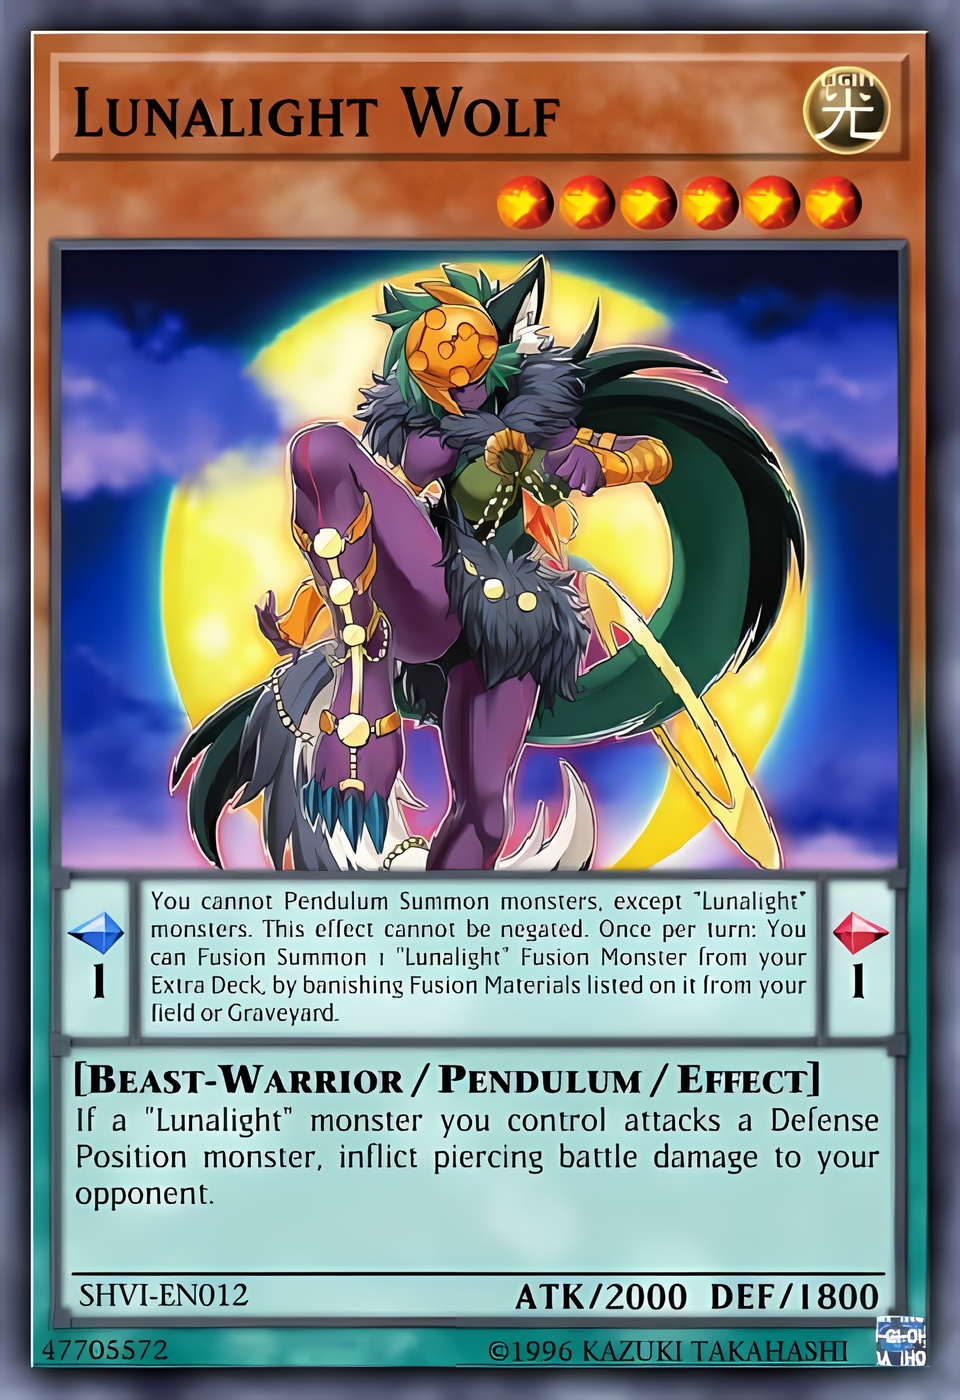 Lunalight Wolf
光
You cannot Pendulum Summon monsters, except "Lunalight"
monsters. This effect cannot be negated. Once per turn: You
can Fusion Summon 1 "Lunalight" Fusion Monster from your
Extra Deck, by banishing Fusion Materials listed on it from your
field or Graveyard.
1
1
[Beast-Warrior / Pendulum / Effect]
If a "Lunalight" monster you control attacks a Defense
Position monster, inflict piercing battle damage to your
opponent.
SHVI-EN012 ATK/2000 DEF/1800
47705572 ©1996 KAZUKI TAKAHASHI